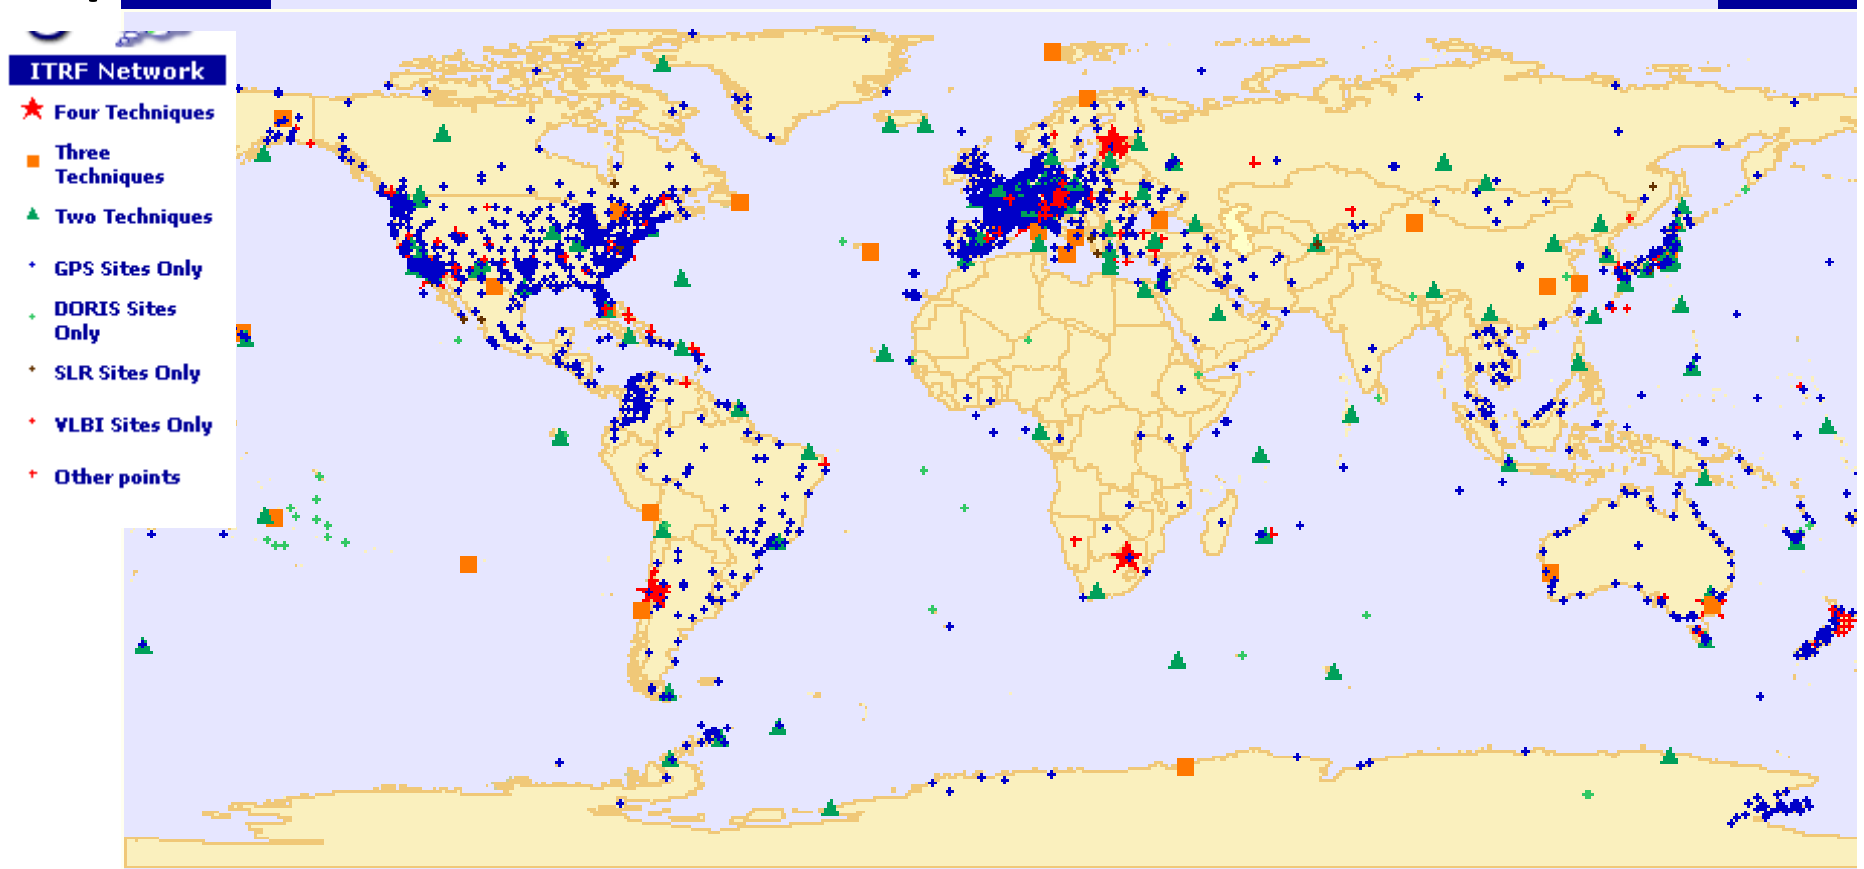 ITRF Network
Four Techniques
Three
Techniques
Two Techniques
GPS Sites Only
DORIS Sites
Only
SLR Sites Only
VLBI Sites Only
Other points